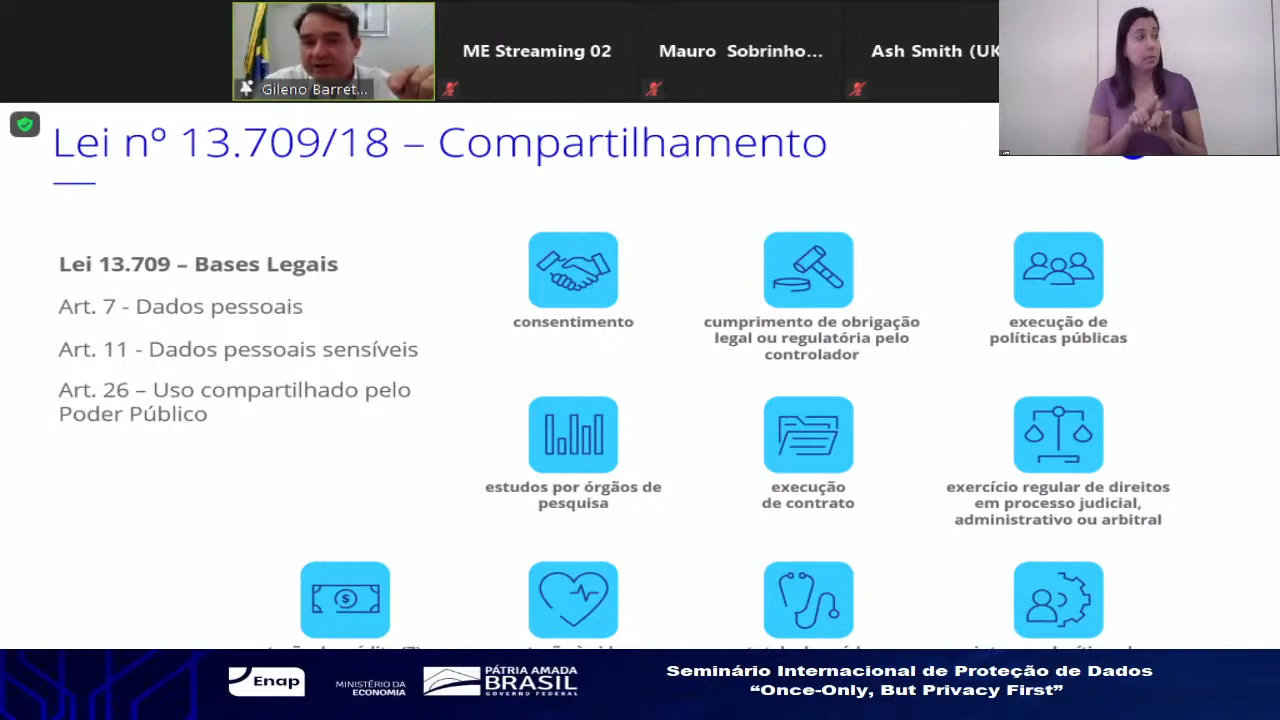 ME Streaming 02
Mauro Sobrinho...
Ash Smith (UK
Gileno Barret...
Lei nº 13.709/18 – Compartilhamento
Lei 13.709 – Bases Legais
Art. 7 - Dados pessoais
Art. 11 - Dados pessoais sensíveis
Art. 26 – Uso compartilhado pelo
Poder Público
consentimento
cumprimento de obrigação
legal ou regulatória pelo
controlador
execução de
políticas públicas
estudos por órgãos de
pesquisa
execução
de contrato
exercício regular de direitos
em processo judicial,
administrativo ou arbitral
Enap
MINISTÉRIO DA
ECONOMIA
PÁTRIA AMADA
BRASIL
GOVERNO FEDERAL
Seminário Internacional de Proteção de Dados
“Once-Only, But Privacy First”